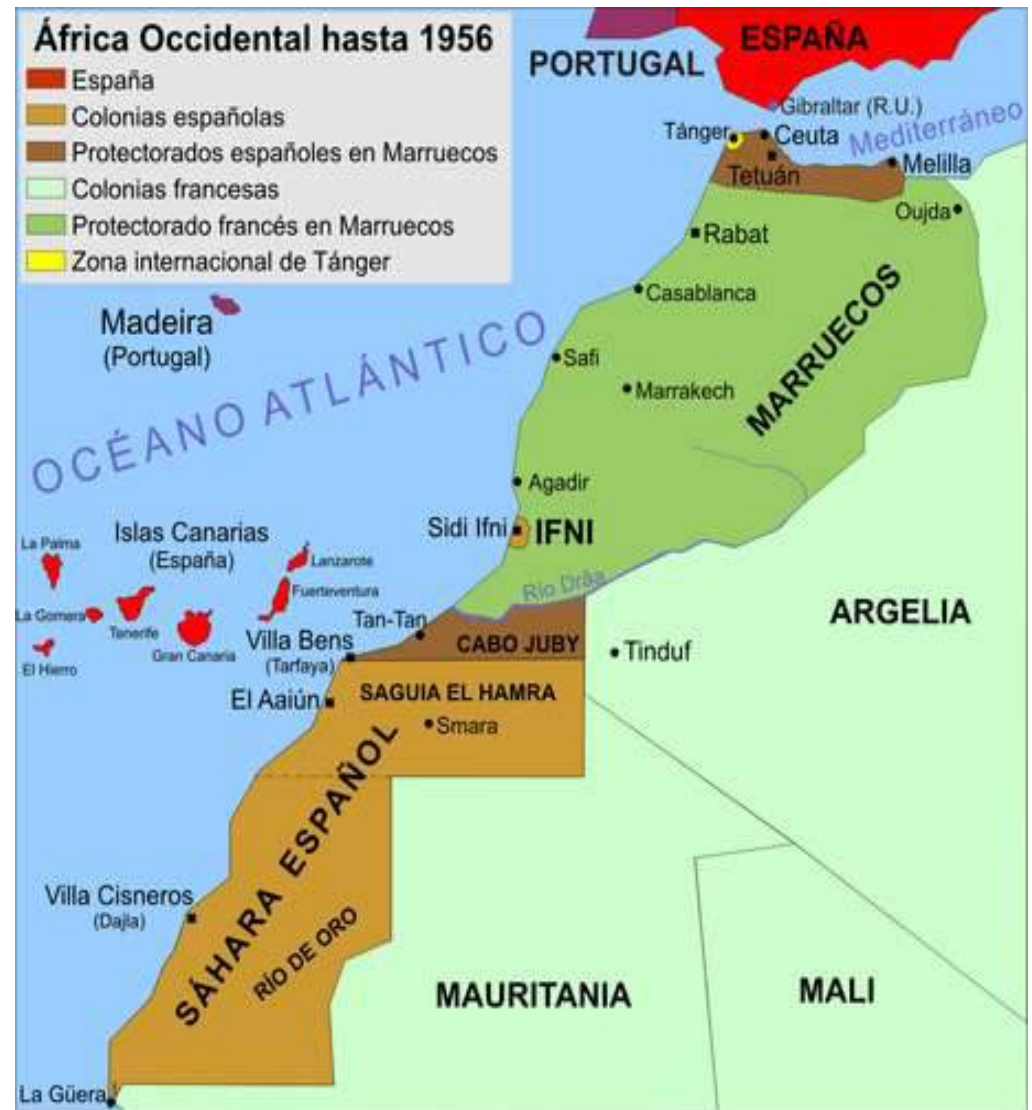 África Occidental hasta 1956
España
Colonias españolas
Protectorados españoles en Marruecos
Colonias francesas
Protectorado francés en Marruecos
Zona internacional de Tánger
PORTUGAL
ESPAÑA
Gibraltar (R.U.)
Mediterráneo
Tánger
Ceuta
Tetuán
Melilla
Oujda
Rabat
Casablanca
Madeira
(Portugal)
OCÉANO ATLÁNTICO
Safi
Marrakech
MARRUECOS
Agadir
Sidi Ifni
IFNI
Islas Canarias
(España)
La Palma
Lanzarote
Fuerteventura
La Gomera
Tenerife
Gran Canaria
El Hierro
Río Drâa
Tan-Tan
Villa Bens
(Tarfaya)
CABO JUBY
Tinduf
ARGELIA
El Aaiún
SAGUIA EL HAMRA
Smara
SÁHARA ESPAÑOL
Villa Cisneros
(Dajla)
RÍO DE ORO
MAURITANIA
MALI
La Güera